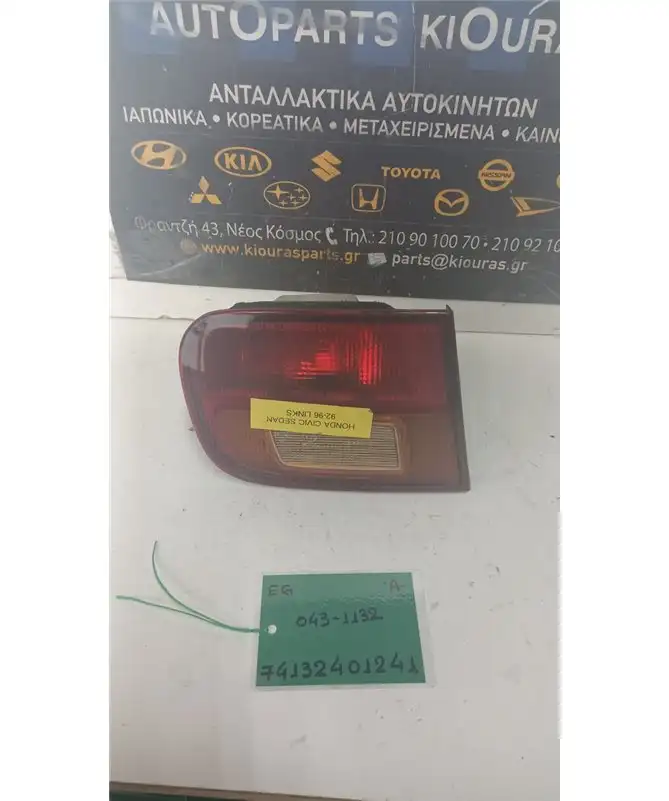 AUTOPARTS KIOURA
ΑΝΤΑΛΛΑΚΤΙΚΑ ΑΥΤΟΚΙΝΗΤΩΝ
ΙΑΠΩΝΙΚΑ • ΚΟΡΕΑΤΙΚΑ • ΜΕΤΑΧΕΙΡΙΣΜΕΝΑ • ΚΑΙΝ
KIA
TOYOTA
NISSAN
Φραντζή 43, Νέος Κόσμος Τηλ.: 210 90 100 70 • 210 92 10
www.kiourasparts.gr parts@kiouras.gr
HONDA CIVIC SEDAN
92-96 LINKS
EG A
043-1132
74132401241